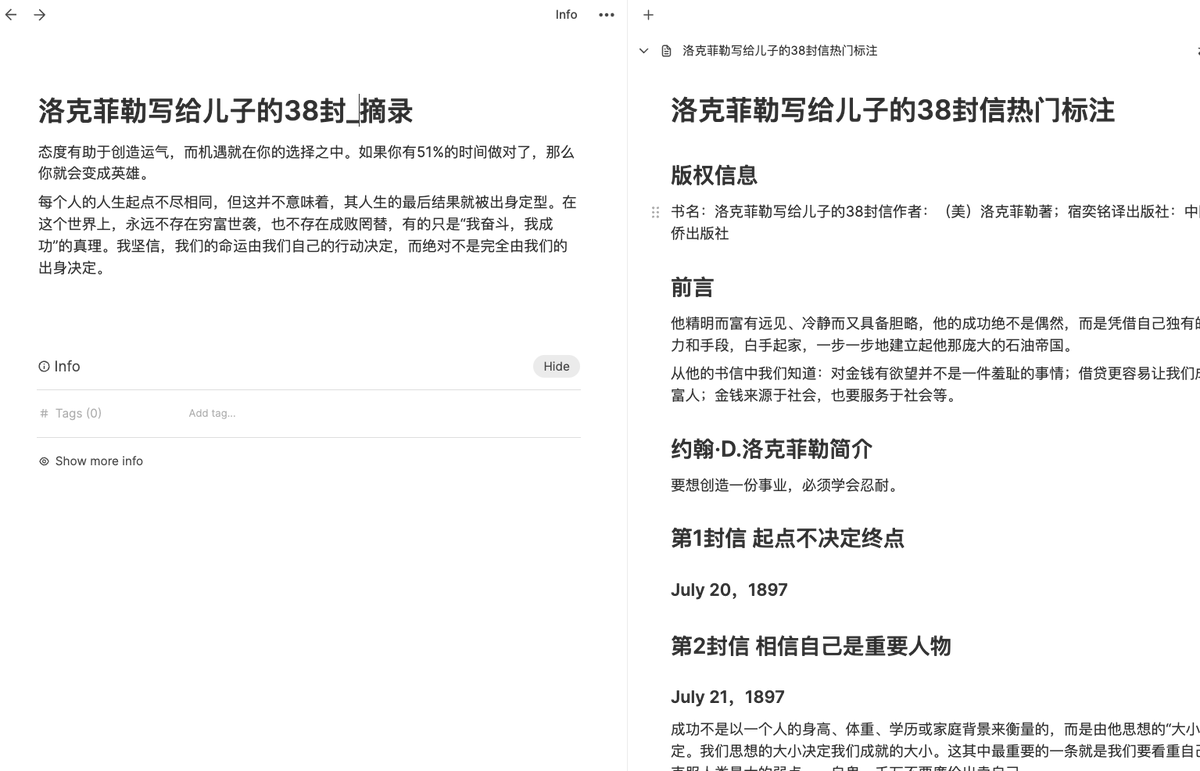 Info
洛克菲勒写给儿子的38封_摘录
态度有助于创造运气，而机遇就在你的选择之中。如果你有51%的时间做对了，那么
你就会变成英雄。
每个人的人生起点不尽相同，但这并不意味着，其人生的最后结果就被出身定型。在
这个世界上，永远不存在穷富世袭，也不存在成败罔替，有的只是“我奋斗，我成
功”的真理。我坚信，我们的命运由我们自己的行动决定，而绝对不是完全由我们的
出身决定。
Info
Hide
# Tags (0)
Add tag...
Show more info
洛克菲勒写给儿子的38封信热门标注
洛克菲勒写给儿子的38封信热门标注
版权信息
书名：洛克菲勒写给儿子的38封信作者：（美）洛克菲勒著；宿奕铭译出版社：中
侨出版社
前言
他精明而富有远见、冷静而又具备胆略，他的成功绝不是偶然，而是凭借自己独有的
力和手段，白手起家，一步一步地建立起他那庞大的石油帝国。
从他的书信中我们知道：对金钱有欲望并不是一件羞耻的事情；借贷更容易让我们成
富人；金钱来源于社会，也要服务于社会等。
约翰·D.洛克菲勒简介
要想创造一份事业，必须学会忍耐。
第1封信 起点不决定终点
July 20，1897
第2封信 相信自己是重要人物
July 21，1897
成功不是以一个人的身高、体重、学历或家庭背景来衡量的，而是由他思想的“大小
定。我们思想的大小决定我们成就的大小。这其中最重要的一条就是我们要看重自己